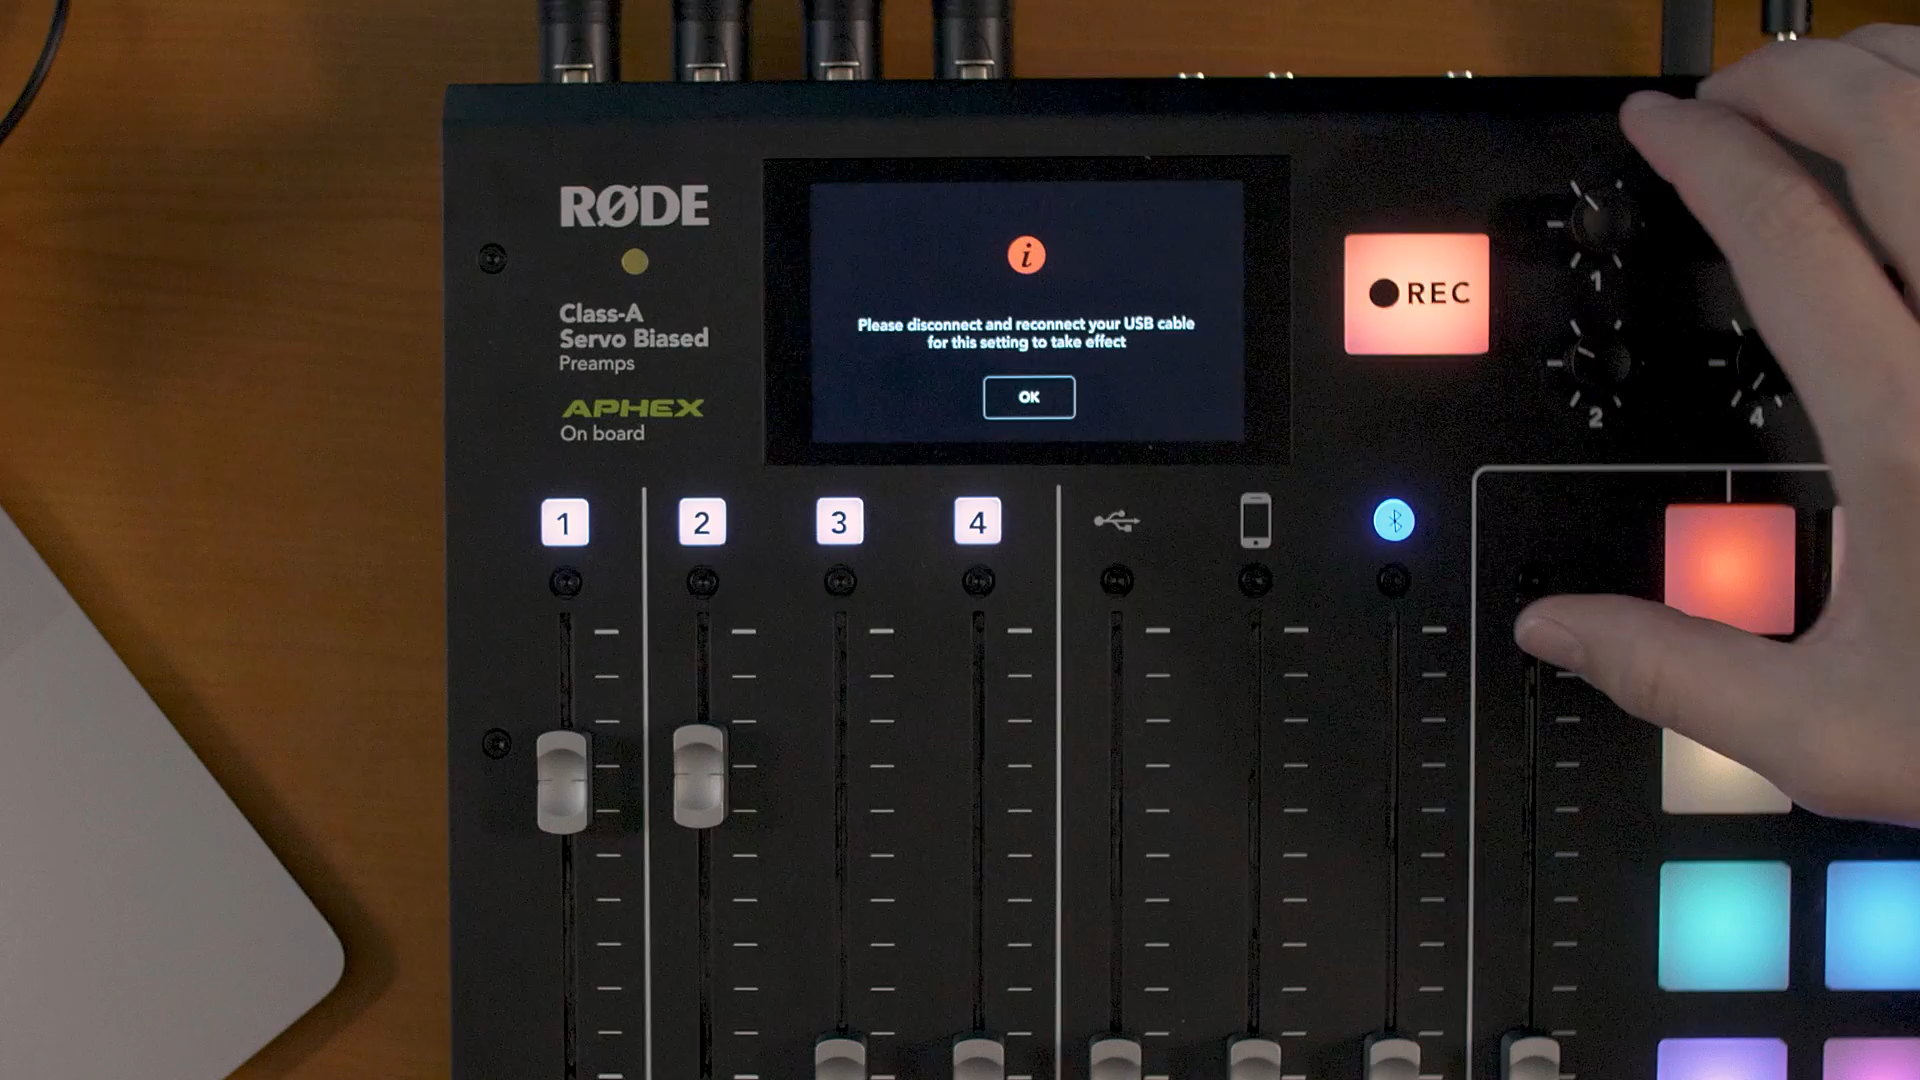 RØDE
Class-A
Servo Biased
Preamps
APHEX
On board
i
Please disconnect and reconnect your USB cable
for this setting to take effect
OK
REC
1
2
4
1
2
3
4